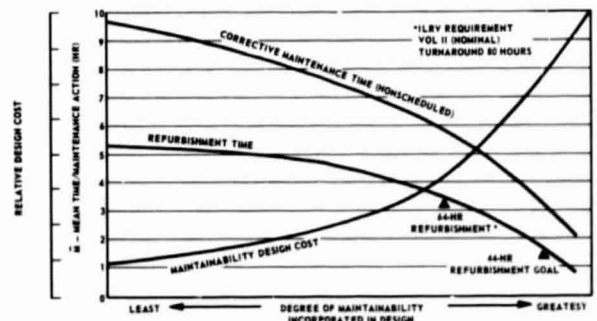 RELATIVE DESIGN COST
M̄ – MEAN TIME/MAINTENANCE ACTION (HR)
10
9
8
7
6
5
4
3
2
1
0
CORRECTIVE MAINTENANCE TIME (NONSCHEDULED)
*ILRV REQUIREMENT
VOL II (NOMINAL)
TURNAROUND 80 HOURS
REFURBISHMENT TIME
MAINTAINABILITY DESIGN COST
64-HR
REFURBISHMENT *
44-HR
REFURBISHMENT GOAL
LEAST
DEGREE OF MAINTAINABILITY
INCORPORATED IN DESIGN
GREATEST